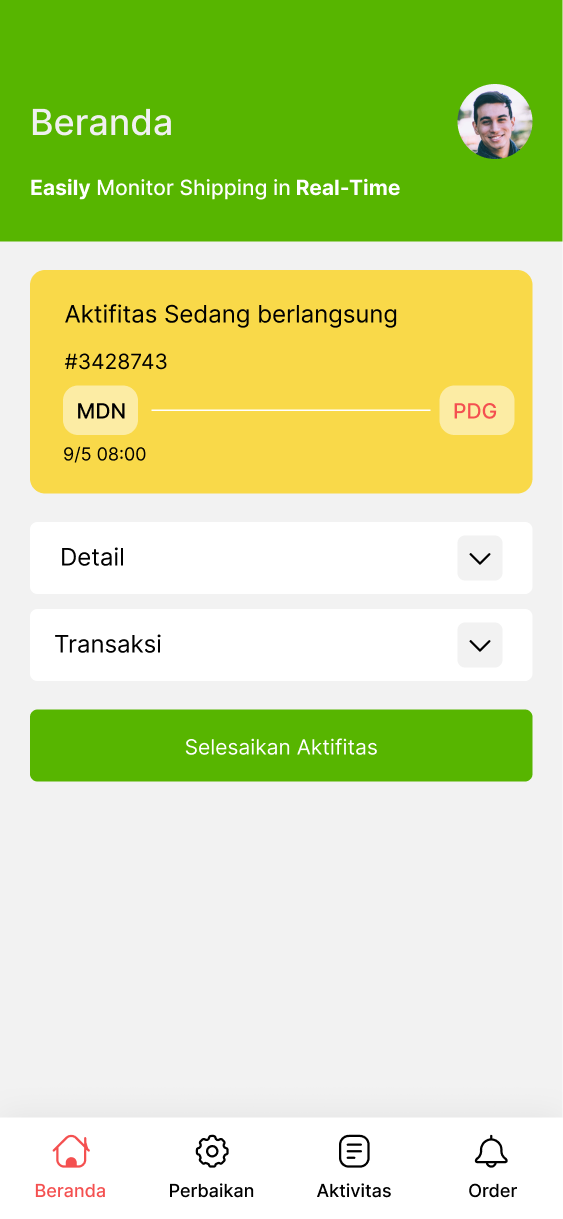 Beranda
Easily Monitor Shipping in Real-Time
Aktifitas Sedang berlangsung
#3428743
MDN PDG
9/5 08:00
Detail
Transaksi
Selesaikan Aktifitas
Beranda Perbaikan Aktivitas Order